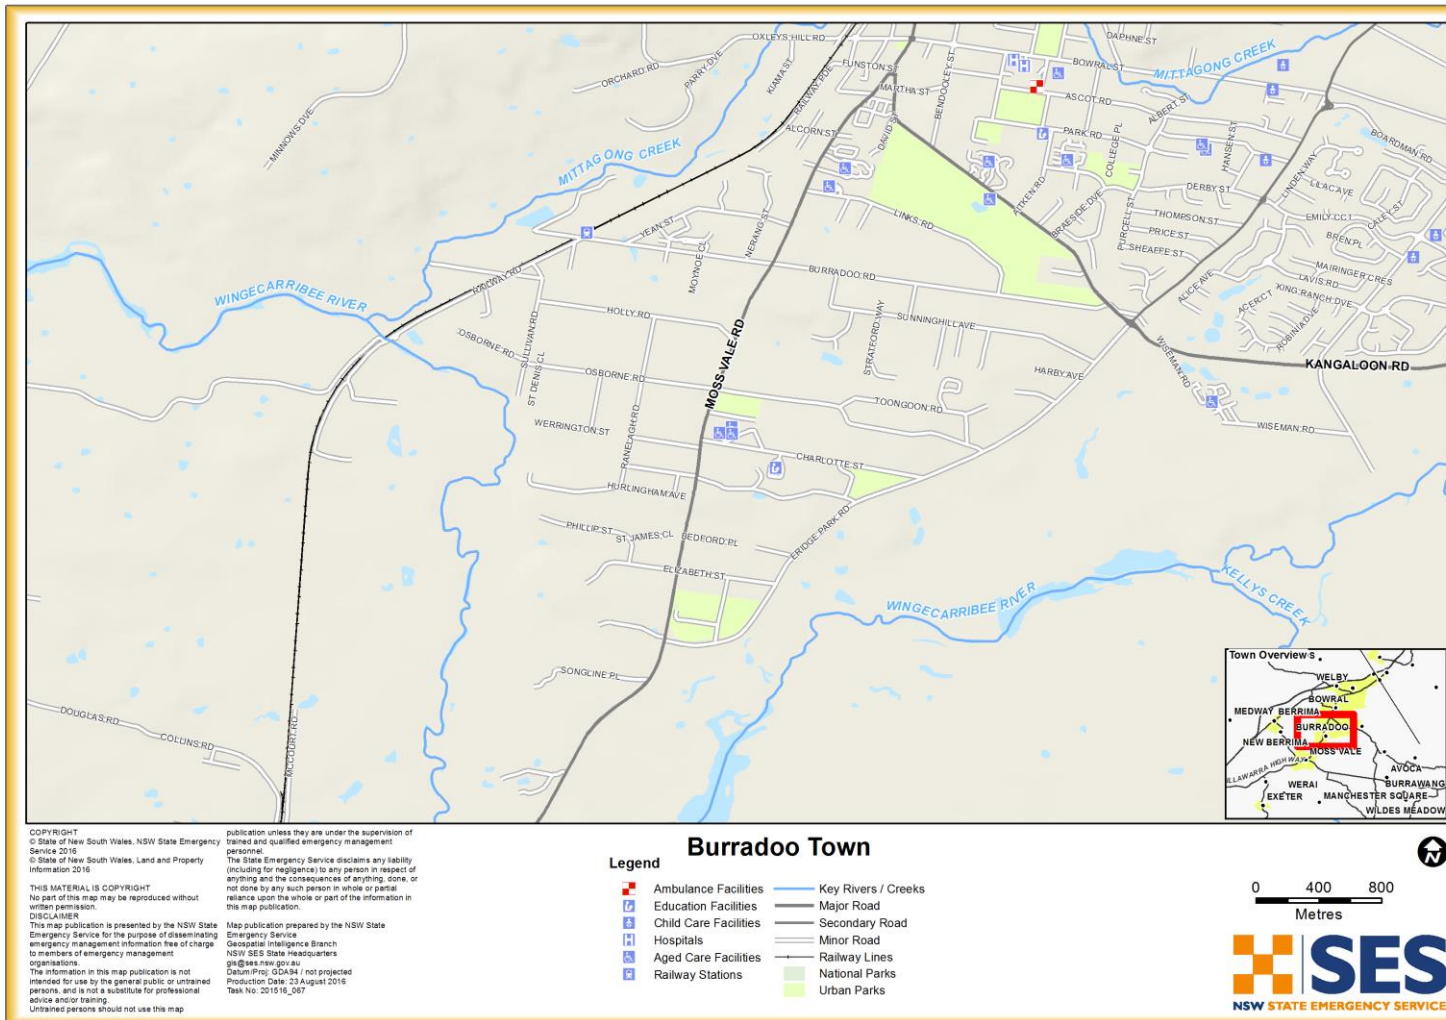 OXLEYS HILL RD
DAPHNE ST
ORCHARD RD
PARRY DVE
KIAMA ST
RAILWAY PDE
FUNSTON ST
BENDOOLEY ST
BOWRAL ST
MITTAGONG CREEK
MARTHA ST
ASCOT RD
ALBERT ST
MINNOWS DVE
ALCORN ST
DAVID ST
PARK RD
COLLEGE PL
HANSEN ST
BOARDMAN RD
MITTAGONG CREEK
LINDEN WAY
LILAC AVE
AITKEN RD
DERBY ST
LINKS RD
BRAESIDE DVE
PURCELL ST
THOMPSON ST
EMILY CCT
CALEY ST
YEAN ST
NERANG ST
PRICE ST
BREN PL
SHEAFFE ST
MOYNOE CL
BURRADOO RD
MAIRINGER CRES
RAILWAY RD
ALICE AVE
LAVIS RD
WINGECARRIBEE RIVER
ACER CT
KING RANCH DVE
HOLLY RD
STRATFORD WAY
SUNNINGHILL AVE
ROBINIA DVE
OSBORNE RD
SULLIVAN RD
WISEMAN RD
KANGALOON RD
ST DENIS CL
OSBORNE RD
MOSS VALE RD
HARBY AVE
TOONGOON RD
WERRINGTON ST
RANELAGH RD
WISEMAN RD
CHARLOTTE ST
HURLINGHAM AVE
PHILLIP ST
ST JAMES CL
BEDFORD PL
ERIDGE PARK RD
ELIZABETH ST
WINGECARRIBEE RIVER
KELLYS CREEK
SONGLINE PL
DOUGLAS RD
COLLINS RD
MCCOURT RD
Town Overviews
WELBY
BOWRAL
MEDWAY
BERRIMA
BURRADOO
NEW BERRIMA
MOSS VALE
ILLAWARRA HIGHWAY
AVOCA
WERAI
BURRAWANG
EXETER
MANCHESTER SQUARE
WILDES MEADOW
COPYRIGHT
© State of New South Wales, NSW State Emergency
Service 2016
© State of New South Wales, Land and Property
Information 2016
THIS MATERIAL IS COPYRIGHT
No part of this map may be reproduced without
written permission.
DISCLAIMER
This map publication is presented by the NSW State
Emergency Service for the purpose of disseminating
emergency management information free of charge
to members of emergency management
organisations.
The information in this map publication is not
intended for use by the general public or untrained
persons, and is not a substitute for professional
advice and/or training.
Untrained persons should not use this map
publication unless they are under the supervision of
trained and qualified emergency management
personnel.
The State Emergency Service disclaims any liability
(including for negligence) to any person in respect of
anything and the consequences of anything, done, or
not done by any such person in whole or partial
reliance upon the whole or part of the information in
this map publication.
Map publication prepared by the NSW State
Emergency Service
Geospatial Intelligence Branch
NSW SES State Headquarters
gis@ses.nsw.gov.au
Datum/Proj: GDA94 / not projected
Production Date: 23 August 2016
Task No: 201516_067
Burradoo Town
Legend
Ambulance Facilities
Education Facilities
Child Care Facilities
Hospitals
Aged Care Facilities
Railway Stations
Key Rivers / Creeks
Major Road
Secondary Road
Minor Road
Railway Lines
National Parks
Urban Parks
N
0 400 800
Metres
SES
NSW STATE EMERGENCY SERVICE